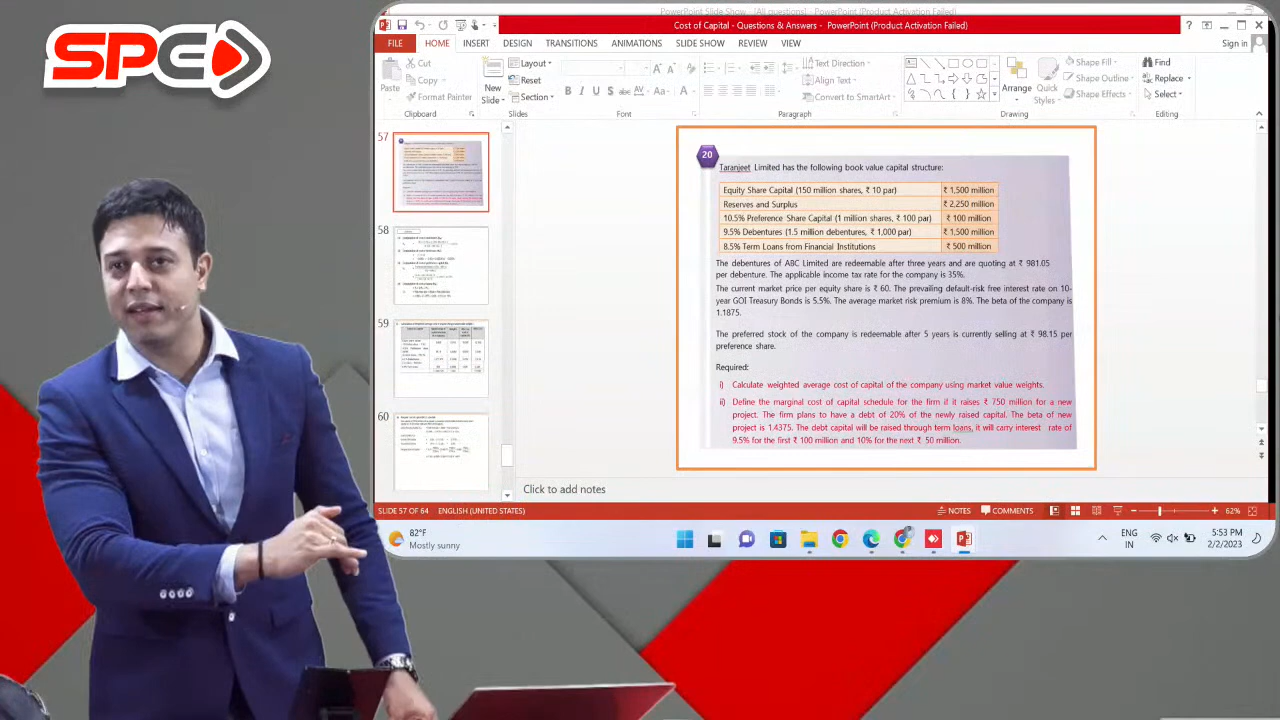 SPED
PowerPoint Slide Show - [All questions] - PowerPoint (Product Activation Failed)
Cost of Capital - Questions & Answers - PowerPoint (Product Activation Failed)
FILE HOME INSERT DESIGN TRANSITIONS ANIMATIONS SLIDE SHOW REVIEW VIEW Sign in
Cut
Copy
Format Painter
Paste
Clipboard
New Slide
Layout
Reset
Section
Slides
Font
Text Direction
Align Text
Convert to SmartArt
Paragraph
Arrange
Quick Styles
Shape Fill
Shape Outline
Shape Effects
Drawing
Find
Replace
Select
Editing
57
58
59
60
20
Taranjeet Limited has the following book value capital structure:
Equity Share Capital (150 million shares, ₹ 10 par) ₹ 1,500 million
Reserves and Surplus ₹ 2,250 million
10.5% Preference Share Capital (1 million shares, ₹ 100 par) ₹ 100 million
9.5% Debentures (1.5 million debentures, ₹ 1,000 par) ₹ 1,500 million
8.5% Term Loans from Financial Institutions ₹ 500 million
The debentures of ABC Limited are redeemable after three years and are quoting at ₹ 981.05
per debenture. The applicable income tax rate for the company is 35%.
The current market price per equity share is ₹ 60. The prevailing default-risk free interest rate on 10-
year GOI Treasury Bonds is 5.5%. The average market risk premium is 8%. The beta of the company is
1.1875.
The preferred stock of the redeemable after 5 years is currently selling at ₹ 98.15 per
preference share.
Required:
i) Calculate weighted average cost of capital of the company using market value weights.
ii) Define the marginal cost of capital schedule for the firm if it raises ₹ 750 million for a new
project. The firm plans to have a target of 20% of the newly raised capital. The beta of new
project is 1.4375. The debt capital will be raised through term loans, it will carry interest rate of
9.5% for the first ₹ 100 million and 10% for the next ₹ 50 million.
Click to add notes
SLIDE 57 OF 64 ENGLISH (UNITED STATES) NOTES COMMENTS 62%
82°F
Mostly sunny
ENG
IN
5:53 PM
2/2/2023